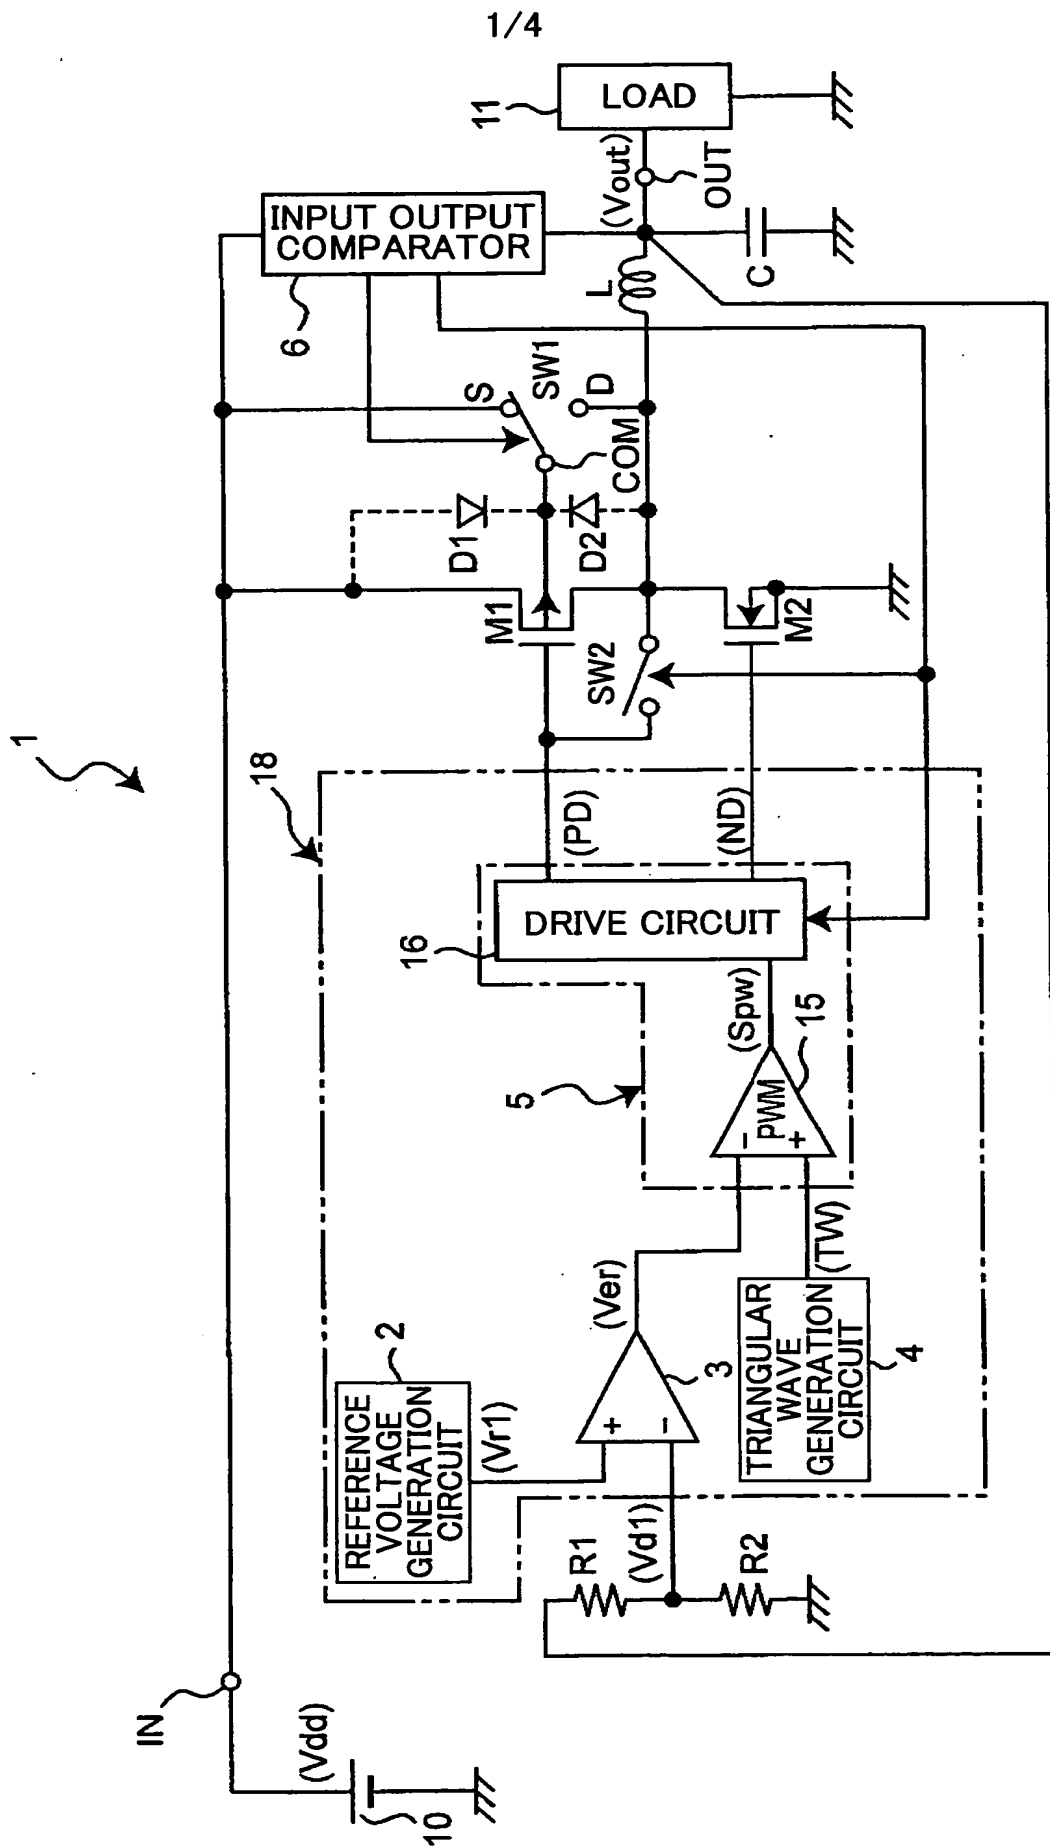 1/4
1
IN
(Vdd)
10
18
REFERENCE
VOLTAGE
GENERATION
CIRCUIT
2
(Vr1)
+
-
3
(Ver)
R1
(Vd1)
R2
TRIANGULAR
WAVE
GENERATION
CIRCUIT
4
(TW)
5
-
+
PWM
15
(Spw)
16
DRIVE CIRCUIT
(PD)
(ND)
SW2
M1
M2
D1
D2
COM
S
SW1
D
6
INPUT OUTPUT
COMPARATOR
L
C
(Vout)
OUT
11
LOAD